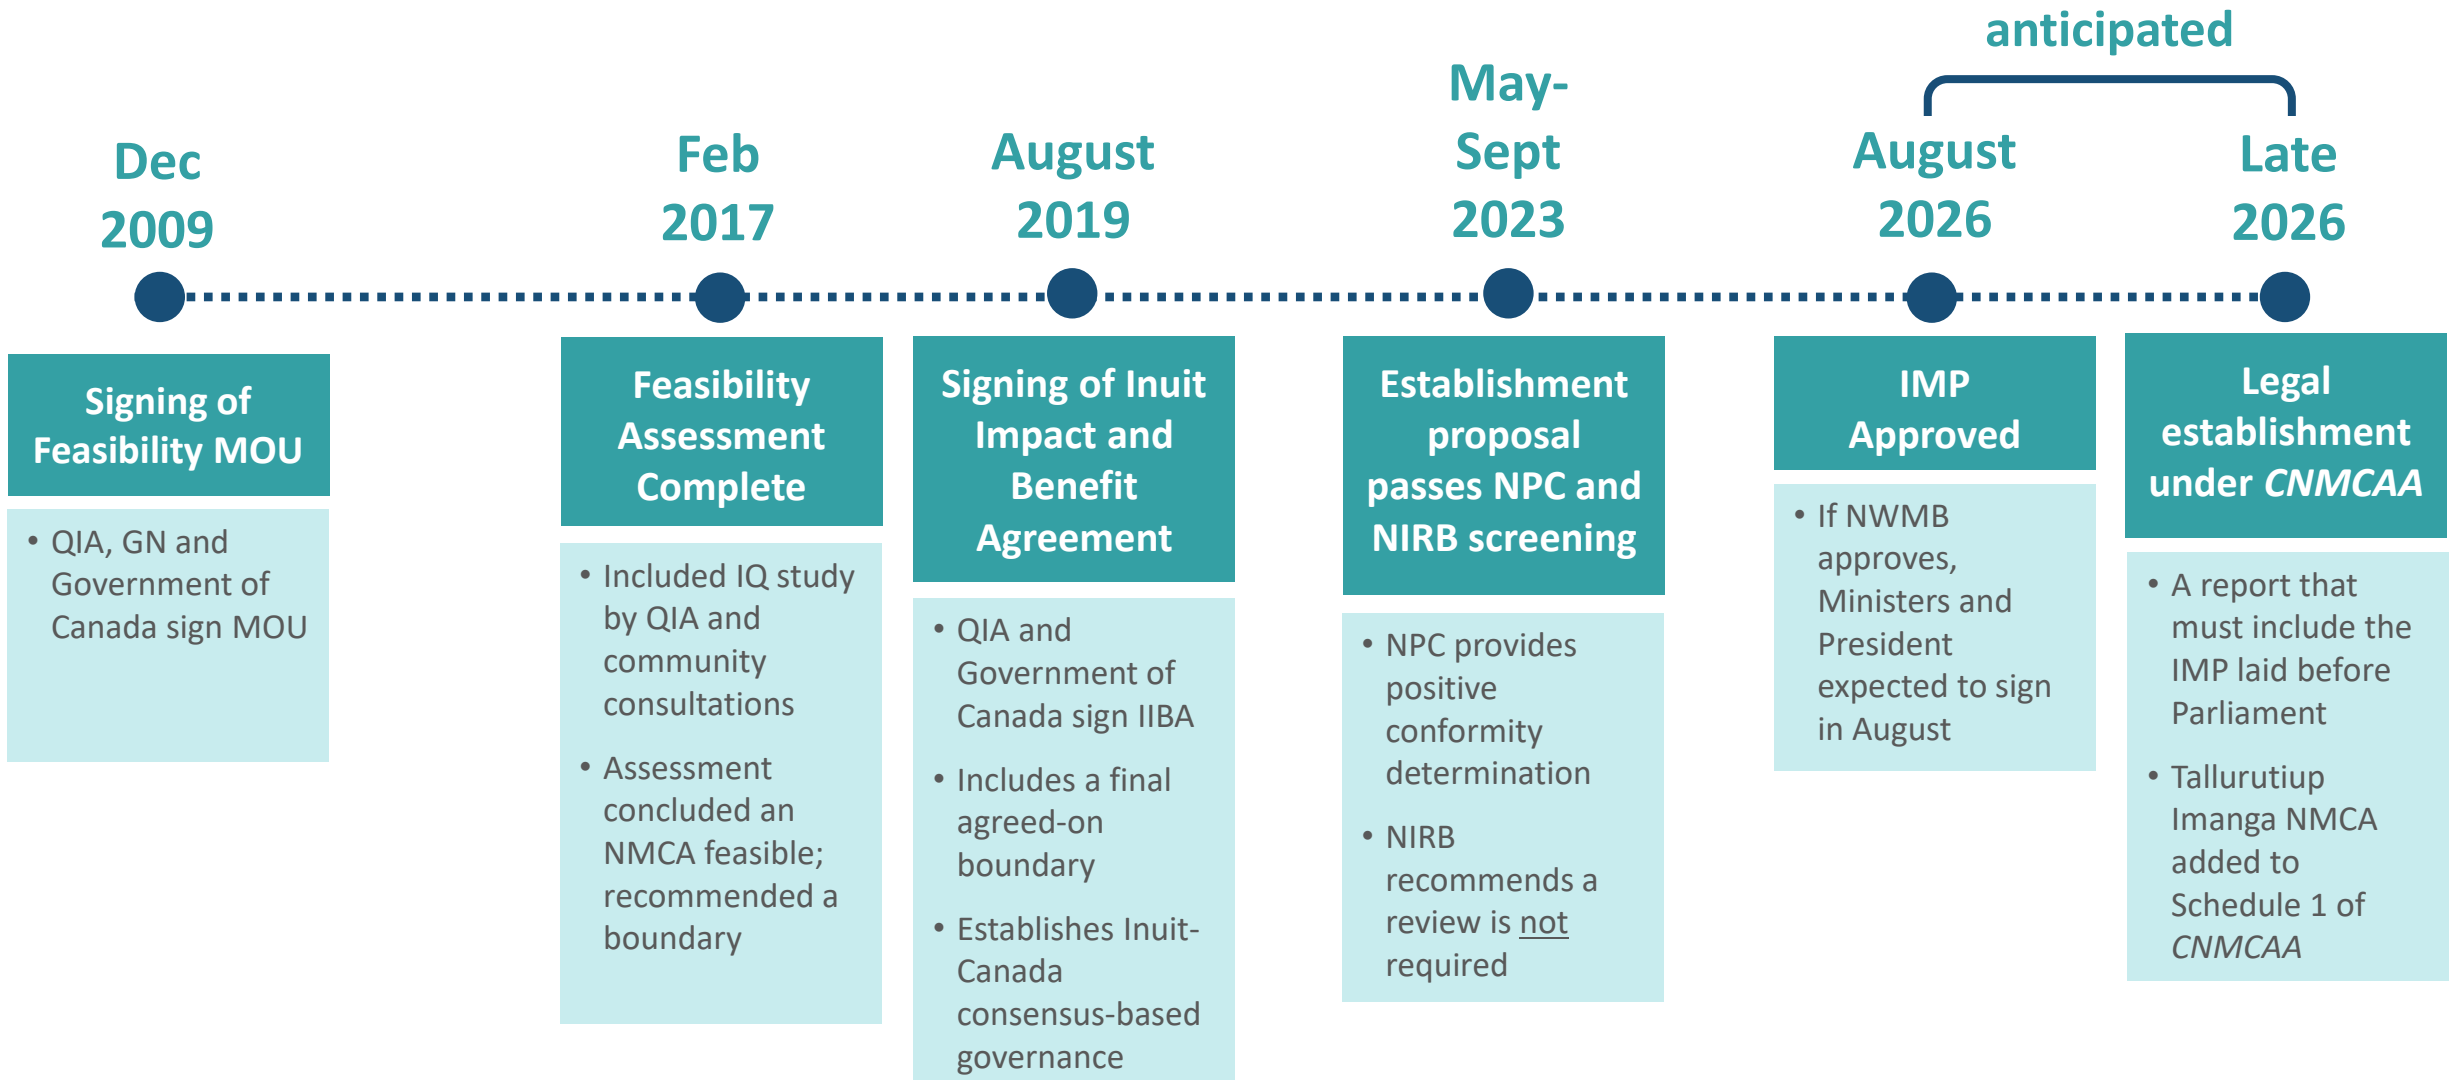 anticipated
Dec
2009
Feb
2017
August
2019
May-
Sept
2023
August
2026
Late
2026
Signing of
Feasibility MOU
• QIA, GN and
Government of
Canada sign MOU
Feasibility
Assessment
Complete
• Included IQ study
by QIA and
community
consultations
• Assessment
concluded an
NMCA feasible;
recommended a
boundary
Signing of Inuit
Impact and
Benefit
Agreement
• QIA and
Government of
Canada sign IIBA
• Includes a final
agreed-on
boundary
• Establishes Inuit-
Canada
consensus-based
governance
Establishment
proposal
passes NPC and
NIRB screening
• NPC provides
positive
conformity
determination
• NIRB
recommends a
review is not
required
IMP
Approved
• If NWMB
approves,
Ministers and
President
expected to sign
in August
Legal
establishment
under CNMCAA
• A report that
must include the
IMP laid before
Parliament
• Tallurutiup
Imanga NMCA
added to
Schedule 1 of
CNMCAA